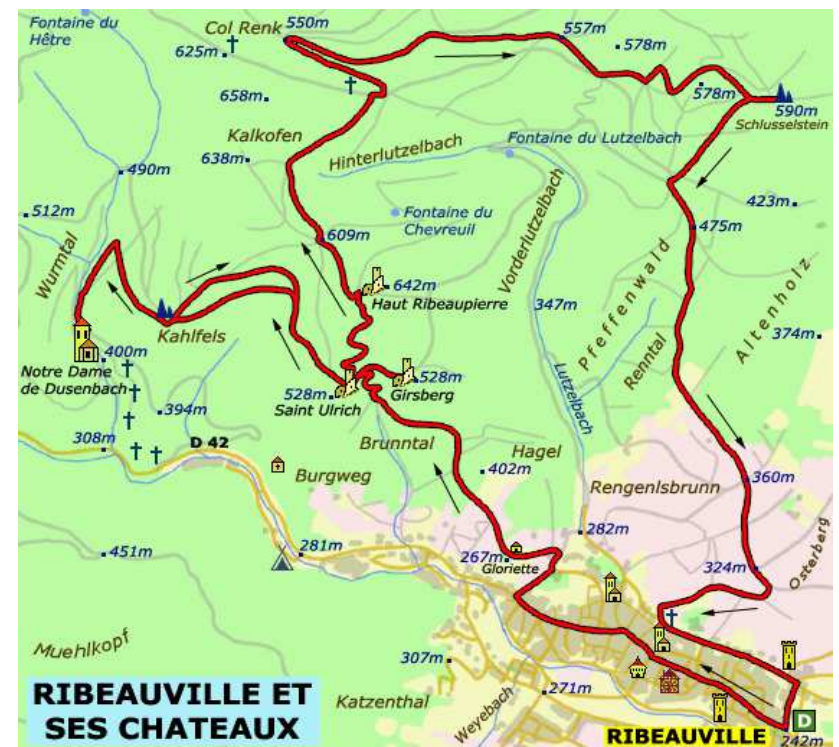 Fontaine du
Hêtre
Col Renk
550m
625m
557m
578m
658m
578m
590m
Schlusselstein
Kalkofen
638m
Hinterlutzelbach
Fontaine du Lutzelbach
490m
512m
Fontaine du
Chevreuil
423m
475m
609m
Wurmtal
Vorderlutzelbach
Pfeffenwald
Altenholz
642m
Haut Ribeaupierre
347m
Renntal
374m
Kahlfels
400m
Notre Dame
de Dusenbach
Lutzelbach
528m
Saint Ulrich
528m
Girsberg
394m
308m
D 42
Brunntal
Hagel
402m
Burgweg
Rengenlsbrunn
360m
282m
451m
281m
267m
Gloriette
324m
Osterberg
Muehlkopf
307m
271m
Katzenthal
Weyebach
RIBEAUVILLE ET
SES CHATEAUX
RIBEAUVILLE
D
242m